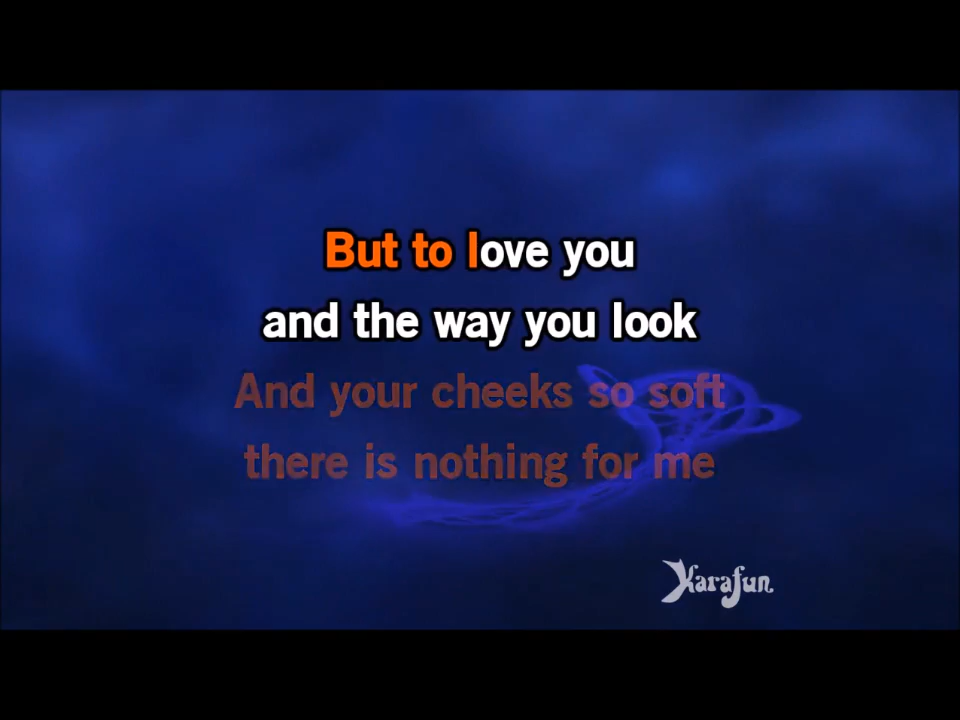 But to love you
and the way you look
And your cheeks so soft
there is nothing for me
Karafun